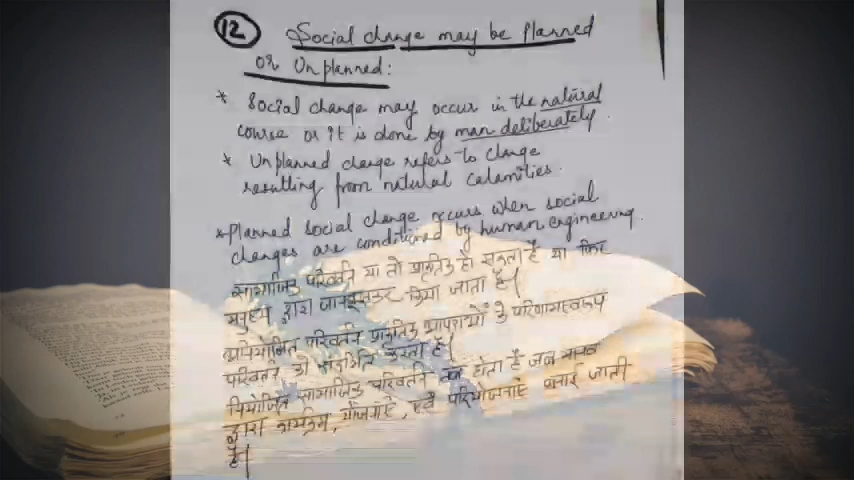 12 Social change may be Planned
or Unplanned:
* Social change may occur in the natural
course or it is done by man deliberately.
* Unplanned change refers to change
resulting from natural calamities.
* Planned social change occurs when social
changes are conditioned by human engineering.
सामाजिक परिवर्तन या तो प्राकृतिक हो सकता है या फिर
मनुष्य द्वारा जानबूझकर किया जाता है।
परिवर्तन प्राकृतिक आपदाओं के परिणामस्वरूप
परिवर्तन को संदर्भित करता है।
नियोजित सामाजिक परिवर्तन तब होता है जब मानव
द्वारा कार्यक्रम, योजनाएं, एवं परियोजनाएं बनाई जाती
है।